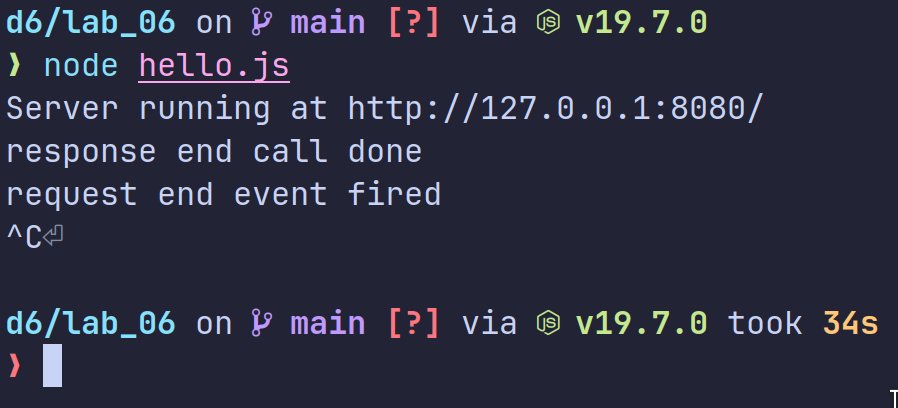 d6/lab_06 on  main [?] via  v19.7.0
❱ node hello.js
Server running at http://127.0.0.1:8080/
response end call done
request end event fired
^C⏎
d6/lab_06 on  main [?] via  v19.7.0 took 34s
❱